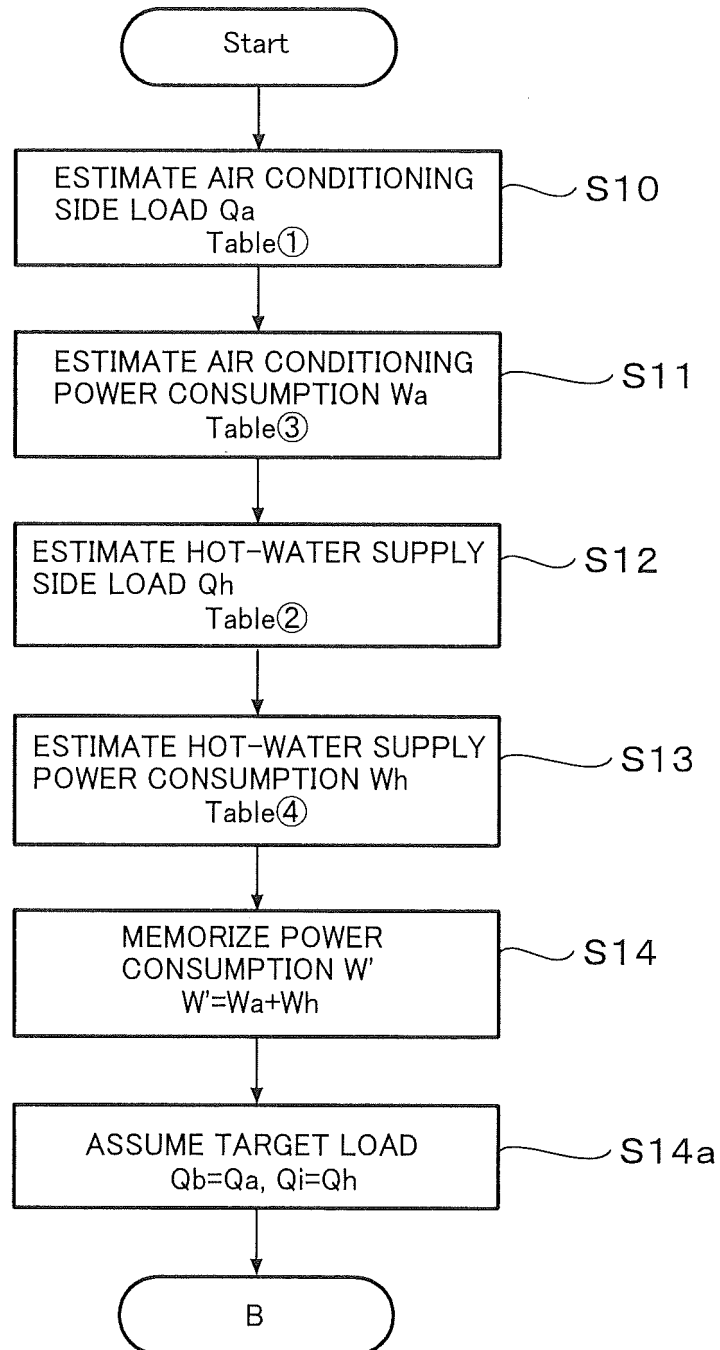 Start
ESTIMATE AIR CONDITIONING
SIDE LOAD Qa
Table①
S10
ESTIMATE AIR CONDITIONING
POWER CONSUMPTION Wa
Table③
S11
ESTIMATE HOT-WATER SUPPLY
SIDE LOAD Qh
Table②
S12
ESTIMATE HOT-WATER SUPPLY
POWER CONSUMPTION Wh
Table④
S13
MEMORIZE POWER
CONSUMPTION W'
W'=Wa+Wh
S14
ASSUME TARGET LOAD
Qb=Qa, Qi=Qh
S14a
B